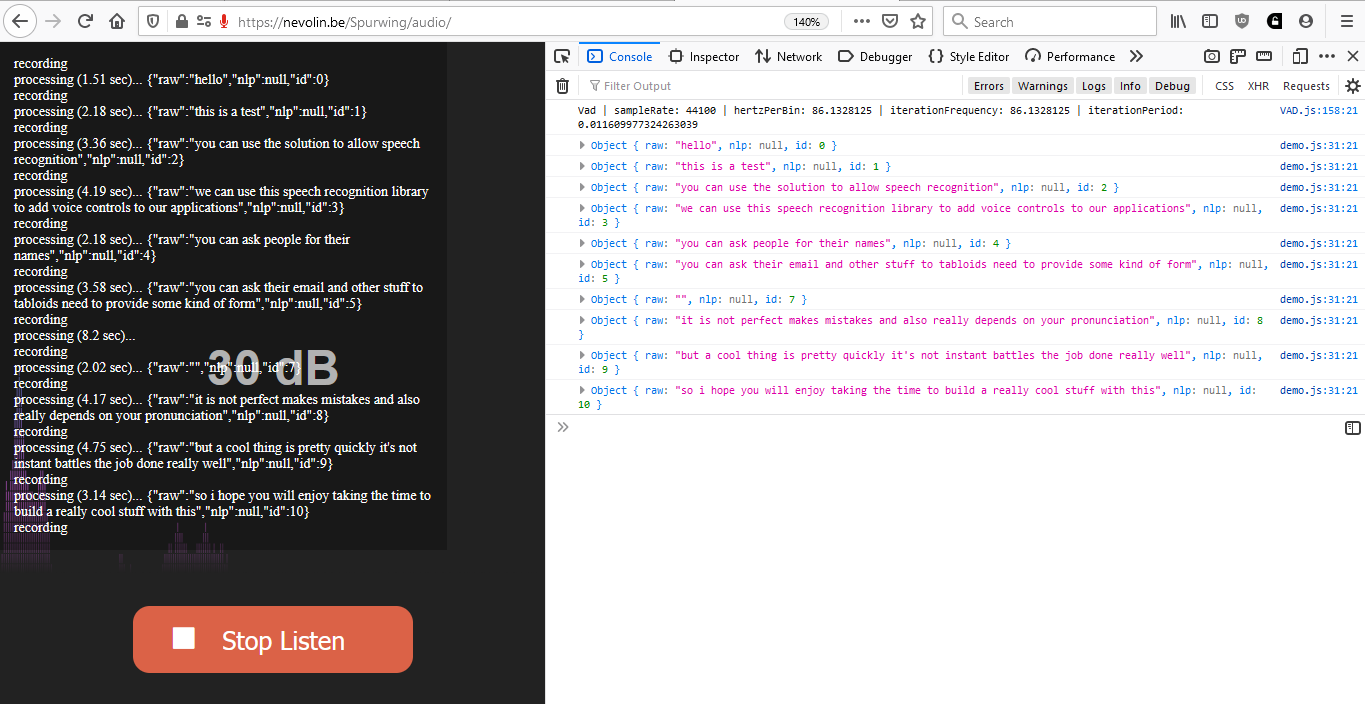 https://nevolin.be/Spurwing/audio/
140%
Search
recording
processing (1.51 sec)... {"raw":"hello","nlp":null,"id":0}
recording
processing (2.18 sec)... {"raw":"this is a test","nlp":null,"id":1}
recording
processing (3.36 sec)... {"raw":"you can use the solution to allow speech
recognition","nlp":null,"id":2}
recording
processing (4.19 sec)... {"raw":"we can use this speech recognition library
to add voice controls to our applications","nlp":null,"id":3}
recording
processing (2.18 sec)... {"raw":"you can ask people for their
names","nlp":null,"id":4}
recording
processing (3.58 sec)... {"raw":"you can ask their email and other stuff to
tabloids need to provide some kind of form","nlp":null,"id":5}
recording
processing (8.2 sec)...
recording
processing (2.02 sec)... {"raw":"","nlp":null,"id":7}
30 dB
recording
processing (4.17 sec)... {"raw":"it is not perfect makes mistakes and also
really depends on your pronunciation","nlp":null,"id":8}
recording
processing (4.75 sec)... {"raw":"but a cool thing is pretty quickly it's not
instant battles the job done really well","nlp":null,"id":9}
recording
processing (3.14 sec)... {"raw":"so i hope you will enjoy taking the time to
build a really cool stuff with this","nlp":null,"id":10}
recording
Stop Listen
Console Inspector Network Debugger {} Style Editor Performance
Filter Output Errors Warnings Logs Info Debug CSS XHR Requests
Vad | sampleRate: 44100 | hertzPerBin: 86.1328125 | iterationFrequency: 86.1328125 | iterationPeriod: VAD.js:158:21
0.011609977324263039
Object { raw: "hello", nlp: null, id: 0 } demo.js:31:21
Object { raw: "this is a test", nlp: null, id: 1 } demo.js:31:21
Object { raw: "you can use the solution to allow speech recognition", nlp: null, id: 2 } demo.js:31:21
Object { raw: "we can use this speech recognition library to add voice controls to our applications", nlp: null, demo.js:31:21
id: 3 }
Object { raw: "you can ask people for their names", nlp: null, id: 4 } demo.js:31:21
Object { raw: "you can ask their email and other stuff to tabloids need to provide some kind of form", nlp: null, demo.js:31:21
id: 5 }
Object { raw: "", nlp: null, id: 7 } demo.js:31:21
Object { raw: "it is not perfect makes mistakes and also really depends on your pronunciation", nlp: null, id: 8 demo.js:31:21
}
Object { raw: "but a cool thing is pretty quickly it's not instant battles the job done really well", nlp: null, demo.js:31:21
id: 9 }
Object { raw: "so i hope you will enjoy taking the time to build a really cool stuff with this", nlp: null, id: demo.js:31:21
10 }